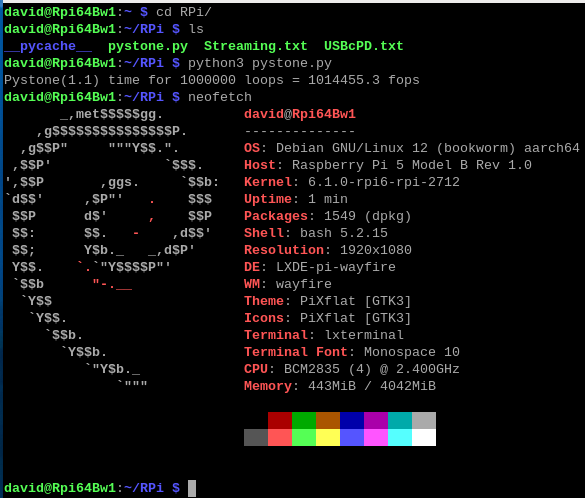 david@Rpi64Bw1:~ $ cd RPi/
david@Rpi64Bw1:~/RPi $ ls
__pycache__  pystone.py  Streaming.txt  USBcPD.txt
david@Rpi64Bw1:~/RPi $ python3 pystone.py
Pystone(1.1) time for 1000000 loops = 1014455.3 fops
david@Rpi64Bw1:~/RPi $ neofetch
       _,met$$$$$gg.          david@Rpi64Bw1
    ,g$$$$$$$$$$$$$$$P.       --------------
  ,g$$P"     """Y$$.".        OS: Debian GNU/Linux 12 (bookworm) aarch64
 ,$$P'              `$$$.     Host: Raspberry Pi 5 Model B Rev 1.0
',$$P       ,ggs.     `$$b:   Kernel: 6.1.0-rpi6-rpi-2712
`d$$'     ,$P"'   .    $$$    Uptime: 1 min
 $$P      d$'     ,    $$P    Packages: 1549 (dpkg)
 $$:      $$.   -    ,d$$'    Shell: bash 5.2.15
 $$;      Y$b._   _,d$P'      Resolution: 1920x1080
 Y$$.    `.`"Y$$$$P"'         DE: LXDE-pi-wayfire
 `$$b      "-.__              WM: wayfire
  `Y$$                        Theme: PiXflat [GTK3]
   `Y$$.                      Icons: PiXflat [GTK3]
     `$$b.                    Terminal: lxterminal
       `Y$$b.                 Terminal Font: Monospace 10
          `"Y$b._             CPU: BCM2835 (4) @ 2.400GHz
              `"""            Memory: 443MiB / 4042MiB
david@Rpi64Bw1:~/RPi $